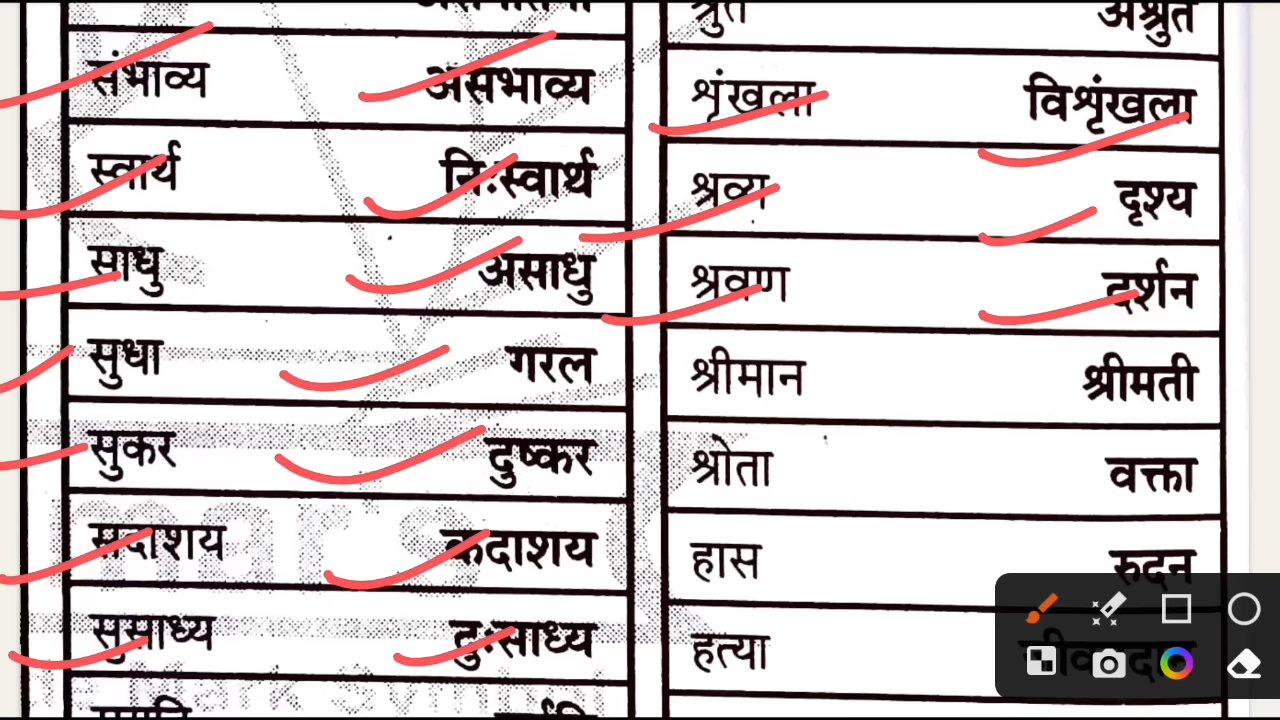 संभाव्य असभाव्य
स्वार्थ निःस्वार्थ
साधु असाधु
सुधा गरल
सुकर दुष्कर
सदाशय कदाशय
सुसाध्य दुःसाध्य
श्रुत अश्रुत
शृंखला विशृंखला
श्रव्य दृश्य
श्रवण दर्शन
श्रीमान श्रीमती
श्रोता वक्ता
हास रुदन
हत्या